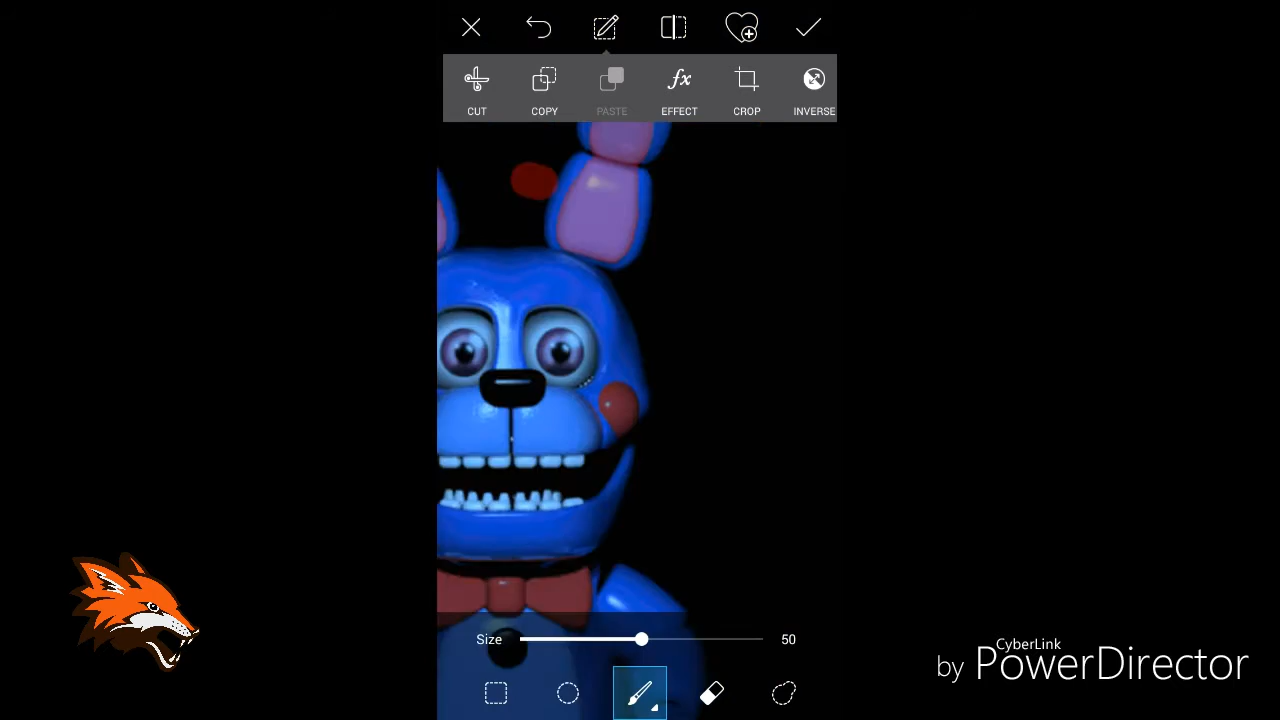 CUT COPY PASTE EFFECT CROP INVERSE
Size 50
CyberLink
by PowerDirector